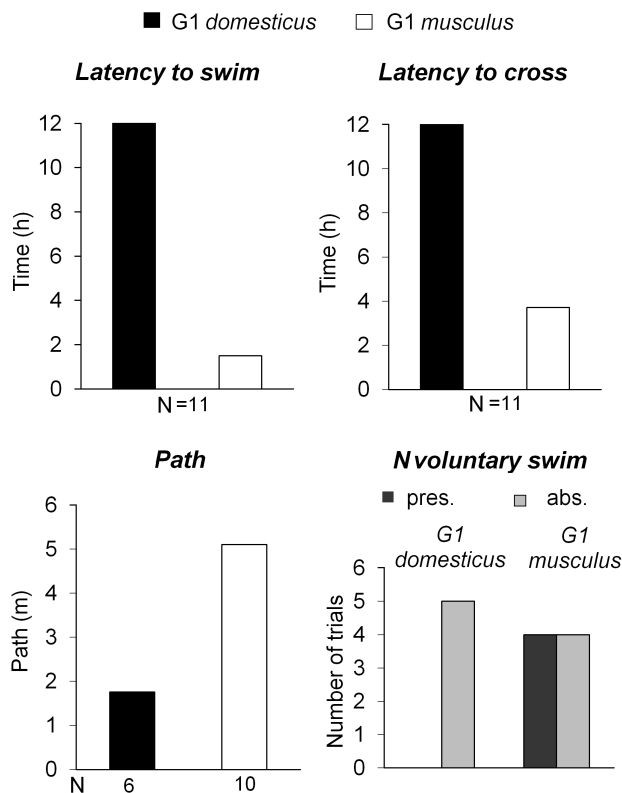 G1 domesticus G1 musculus
Latency to swim
Latency to cross
Time (h)
12
10
8
6
4
2
0
N =11
Time (h)
12
10
8
6
4
2
0
N =11
Path
Path (m)
6
5
4
3
2
1
0
N 6 10
N voluntary swim
pres. abs.
G1
domesticus
G1
musculus
Number of trials
6
5
4
3
2
1
0